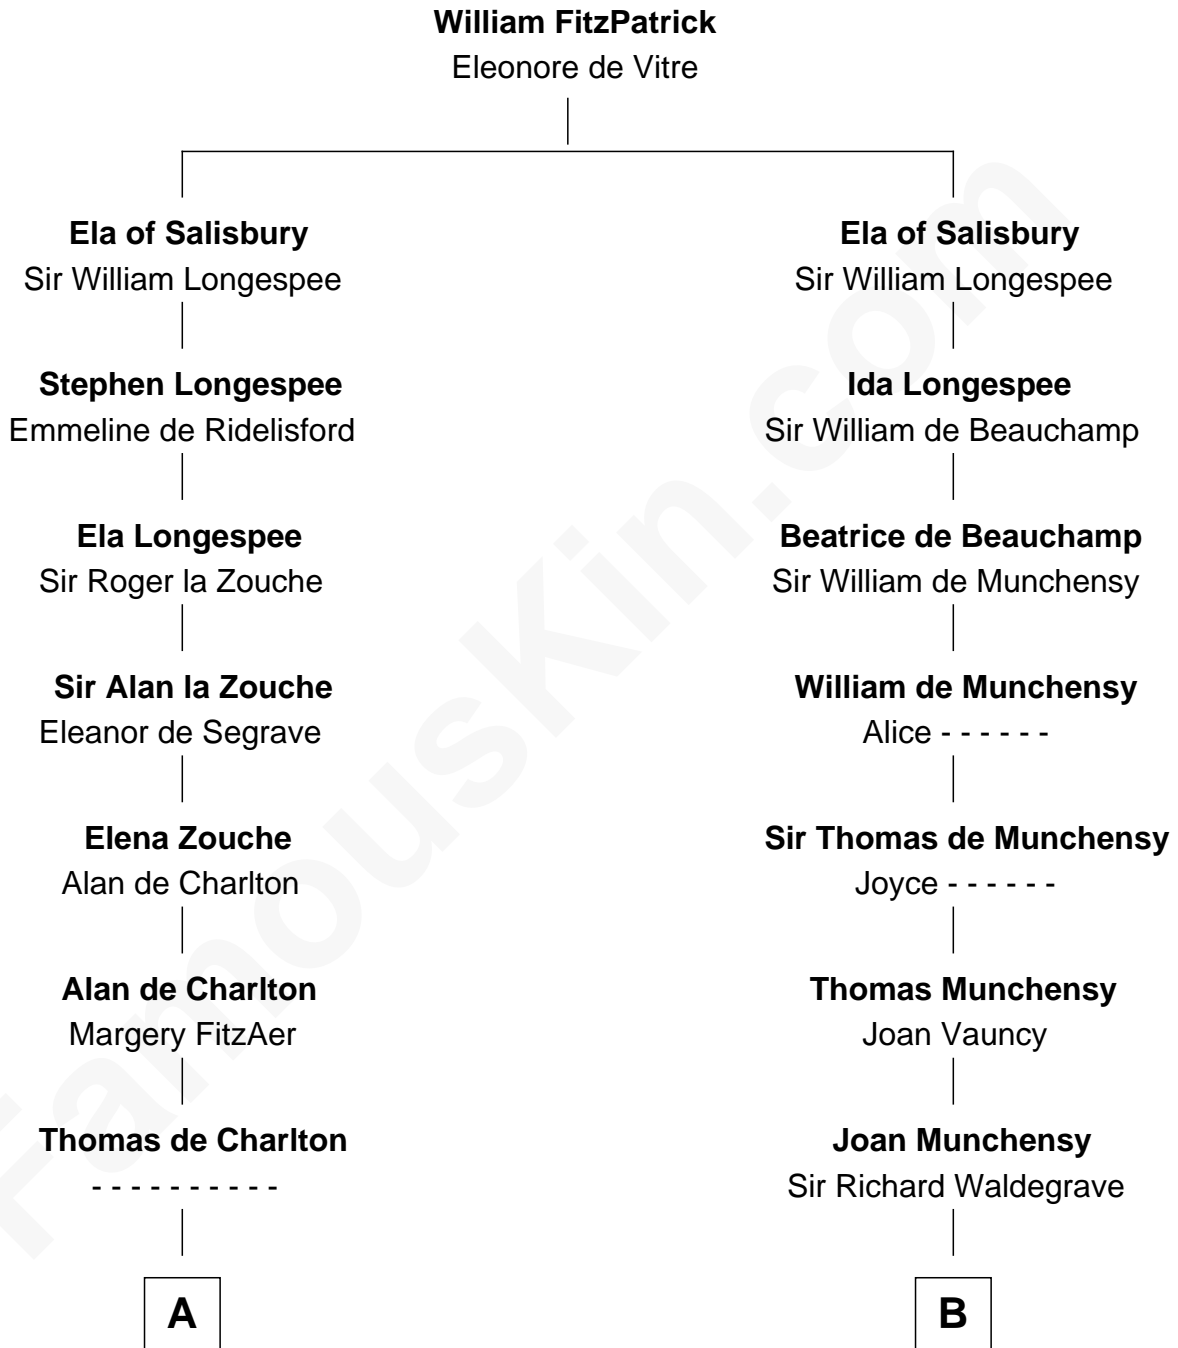 William FitzPatrick
Eleonore de Vitre
Ela of Salisbury
Sir William Longespee
Stephen Longespee
Emmeline de Ridelisford
Ela Longespee
Sir Roger la Zouche
Sir Alan la Zouche
Eleanor de Segrave
Elena Zouche
Alan de Charlton
Alan de Charlton
Margery FitzAer
Thomas de Charlton
- - - - - - - - - -
A
Ela of Salisbury
Sir William Longespee
Ida Longespee
Sir William de Beauchamp
Beatrice de Beauchamp
Sir William de Munchensy
William de Munchensy
Alice - - - - - -
Sir Thomas de Munchensy
Joyce - - - - - -
Thomas Munchensy
Joan Vauncy
Joan Munchensy
Sir Richard Waldegrave
B
FamousKin.com